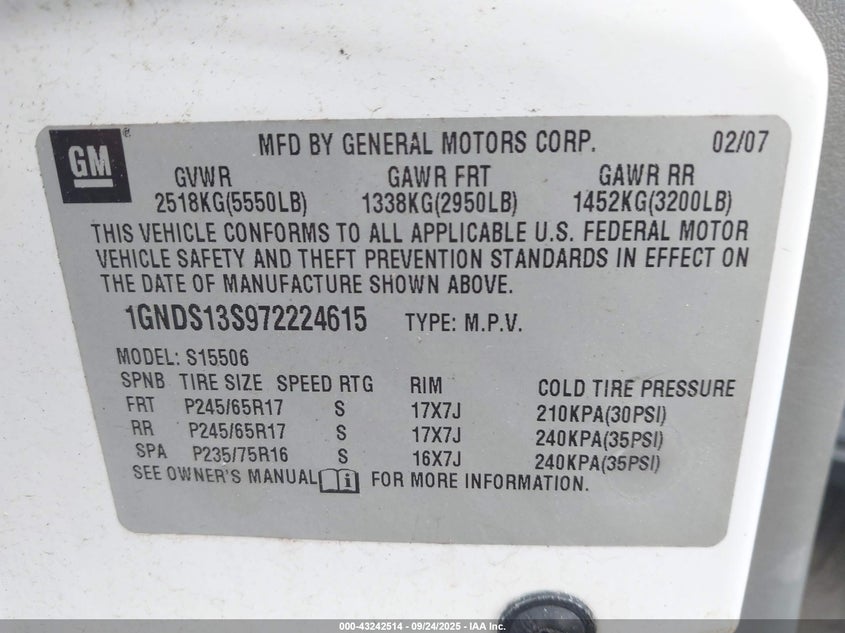 GM® MFD BY GENERAL MOTORS CORP. 02/07
GVWR GAWR FRT GAWR RR
2518KG(5550LB) 1338KG(2950LB) 1452KG(3200LB)
THIS VEHICLE CONFORMS TO ALL APPLICABLE U.S. FEDERAL MOTOR
VEHICLE SAFETY AND THEFT PREVENTION STANDARDS IN EFFECT ON
THE DATE OF MANUFACTURE SHOWN ABOVE.
1GNDS13S972224615 TYPE: M.P.V.
MODEL: S15506
SPNB TIRE SIZE SPEED RTG RIM COLD TIRE PRESSURE
FRT P245/65R17 S 17X7J 210KPA(30PSI)
RR P245/65R17 S 17X7J 240KPA(35PSI)
SPA P235/75R16 S 16X7J 240KPA(35PSI)
SEE OWNER'S MANUAL i FOR MORE INFORMATION.
000-43242514 - 09/24/2025 - IAA Inc.